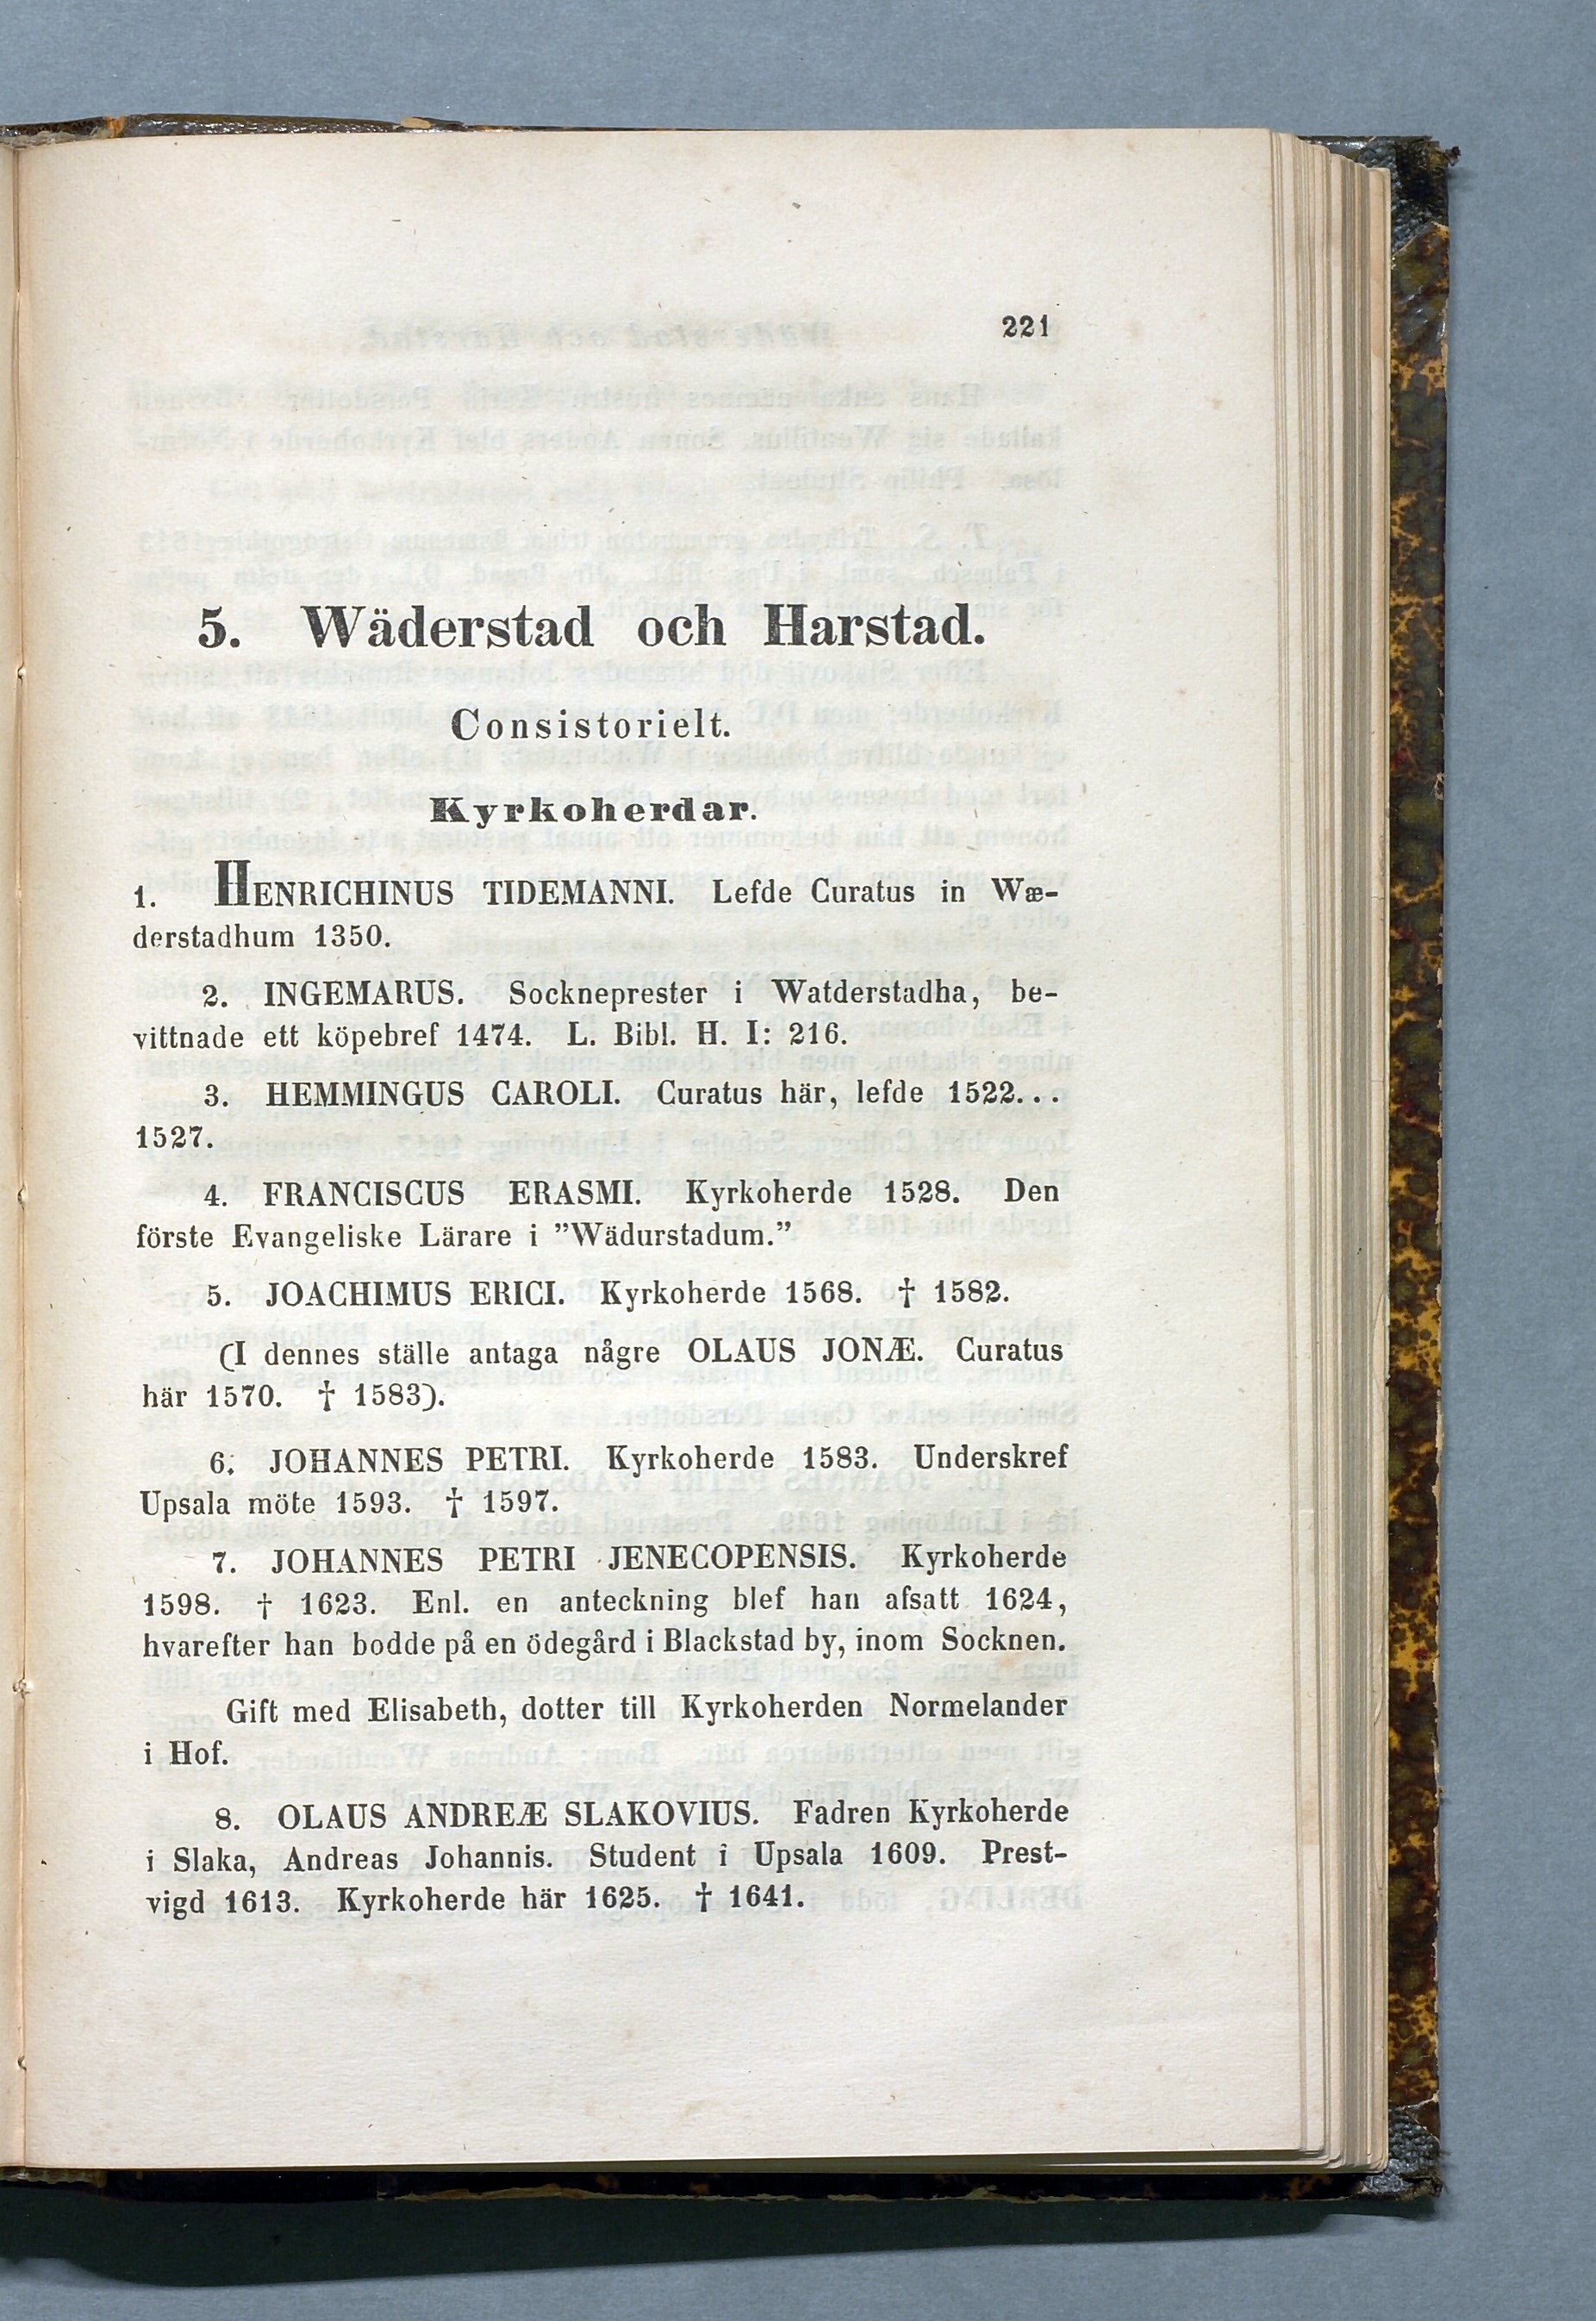 221
5. Wäderstad och Harstad.
Consistorielt.
Kyrkoherdar.
1. HENRICHINUS TIDEMANNI. Lefde Curatus in Wæ-
derstadhum 1350.
2. INGEMARUS. Sockneprester i Watderstadha, be-
vittnade ett köpebref 1474. L. Bibl. H. I: 216.
3. HEMMINGUS CAROLI. Curatus här, lefde 1522...
1527.
4. FRANCISCUS ERASMI. Kyrkoherde 1528. Den
förste Evangeliske Lärare i ”Wädurstadum.”
5. JOACHIMUS ERICI. Kyrkoherde 1568. † 1582.
(I dennes ställe antaga någre OLAUS JONÆ. Curatus
här 1570. † 1583).
6. JOHANNES PETRI. Kyrkoherde 1583. Underskref
Upsala möte 1593. † 1597.
7. JOHANNES PETRI JENECOPENSIS. Kyrkoherde
1598. † 1623. Enl. en anteckning blef han afsatt 1624,
hvarefter han bodde på en ödegård i Blackstad by, inom Socknen.
Gift med Elisabeth, dotter till Kyrkoherden Normelander
i Hof.
8. OLAUS ANDREÆ SLAKOVIUS. Fadren Kyrkoherde
i Slaka, Andreas Johannis. Student i Upsala 1609. Prest-
vigd 1613. Kyrkoherde här 1625. † 1641.